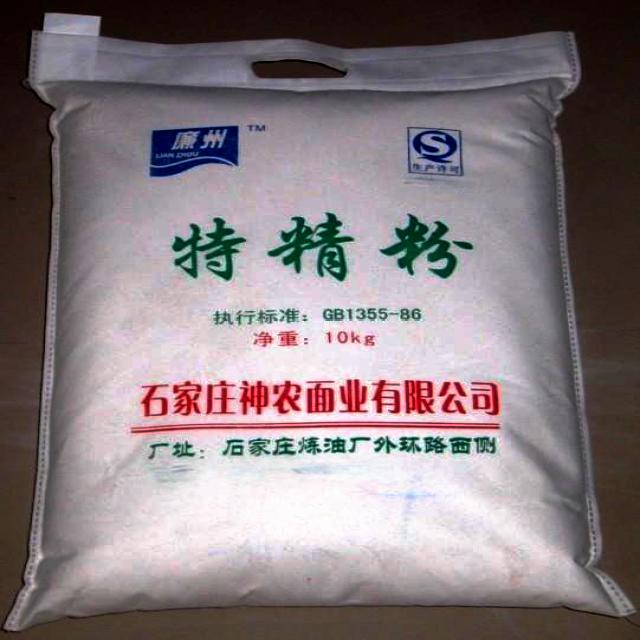 廉州 TM
LIAN ZHOU
生产许可
特精粉
执行标准：GB1355-86
净重：10kg
石家庄神农面业有限公司
厂址：石家庄炼油厂外环路西侧